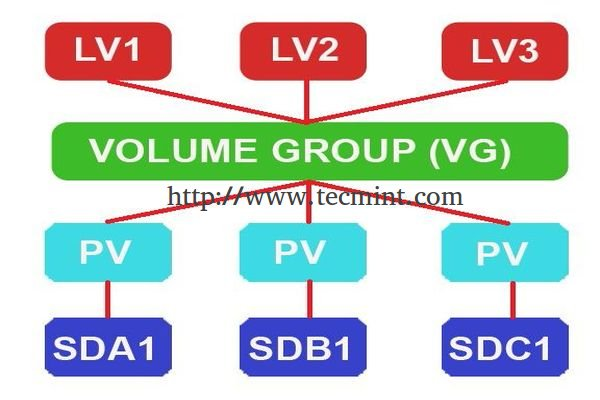 LV1
LV2
LV3
VOLUME GROUP (VG)
http://www.tecmint.com
PV
PV
PV
SDA1
SDB1
SDC1